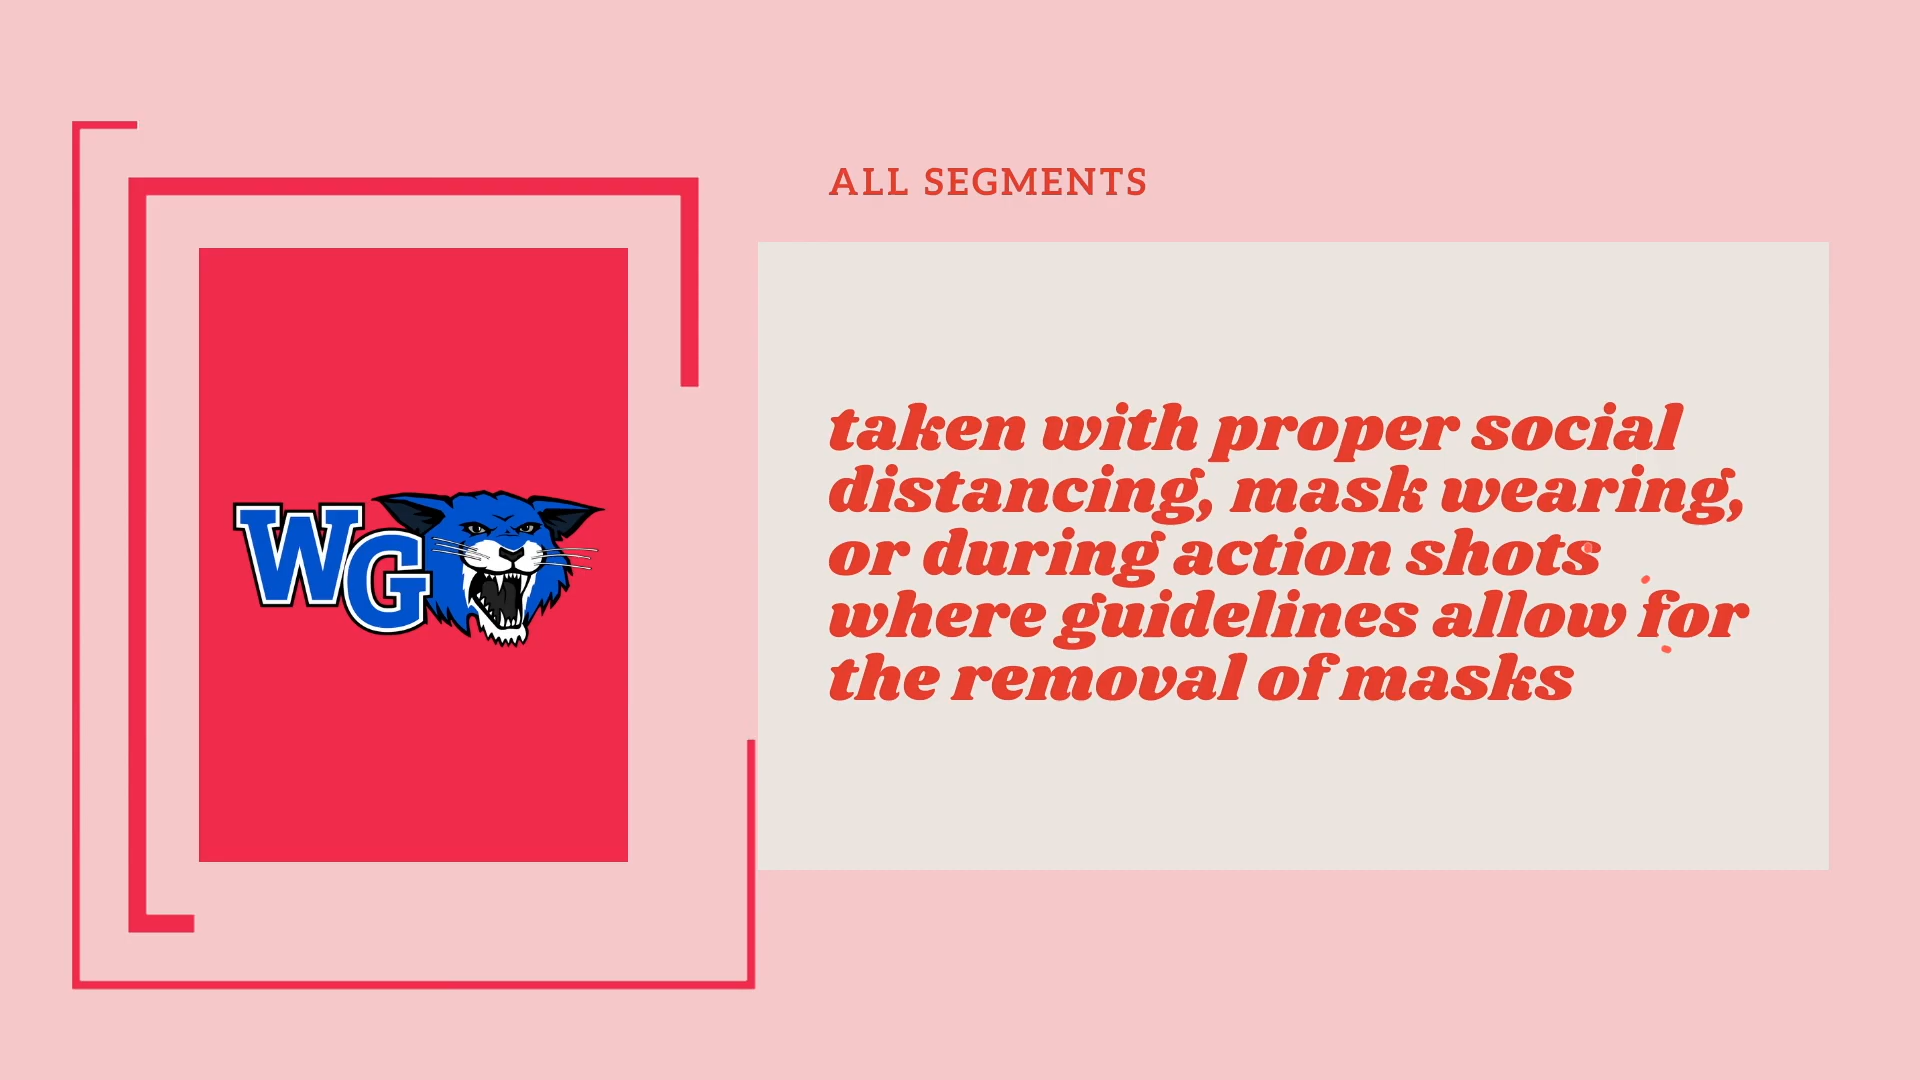 ALL SEGMENTS
WG
taken with proper social
distancing, mask wearing,
or during action shots
where guidelines allow for
the removal of masks